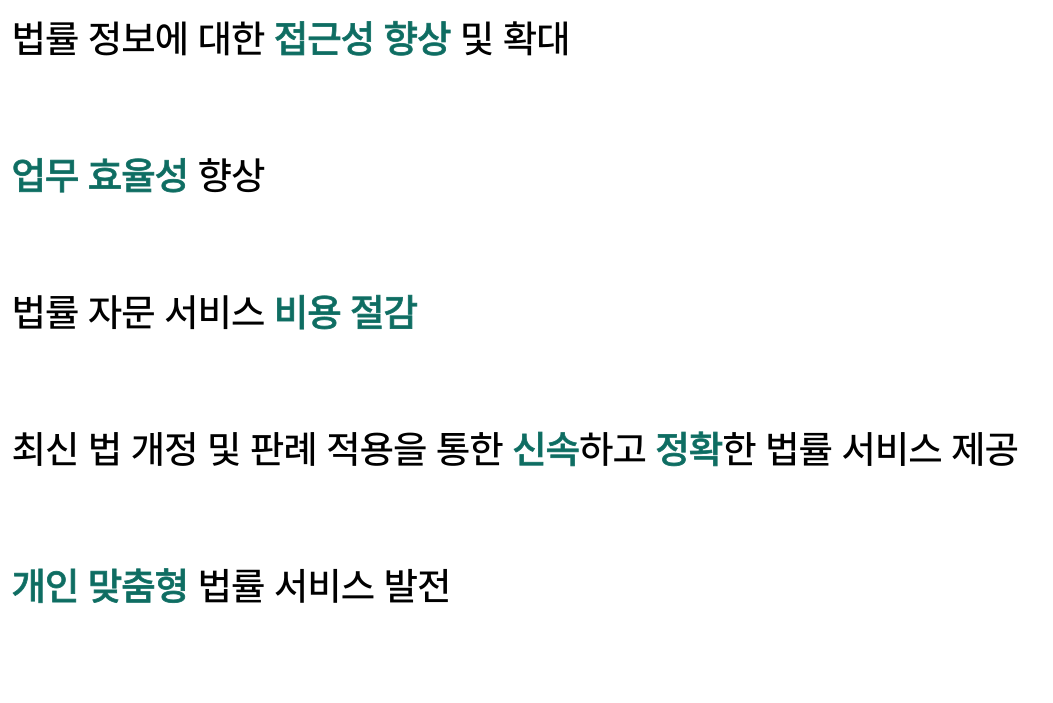 법률 정보에 대한 접근성 향상 및 확대
업무 효율성 향상
법률 자문 서비스 비용 절감
최신 법 개정 및 판례 적용을 통한 신속하고 정확한 법률 서비스 제공
개인 맞춤형 법률 서비스 발전